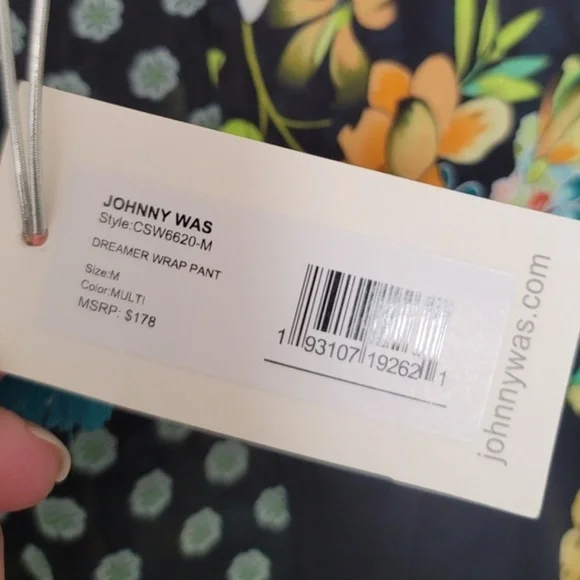 JOHNNY WAS
Style:CSW6620-M
DREAMER WRAP PANT
Size:M
Color:MULTI
MSRP: $178
1 93107 19262 1
johnnywas.com